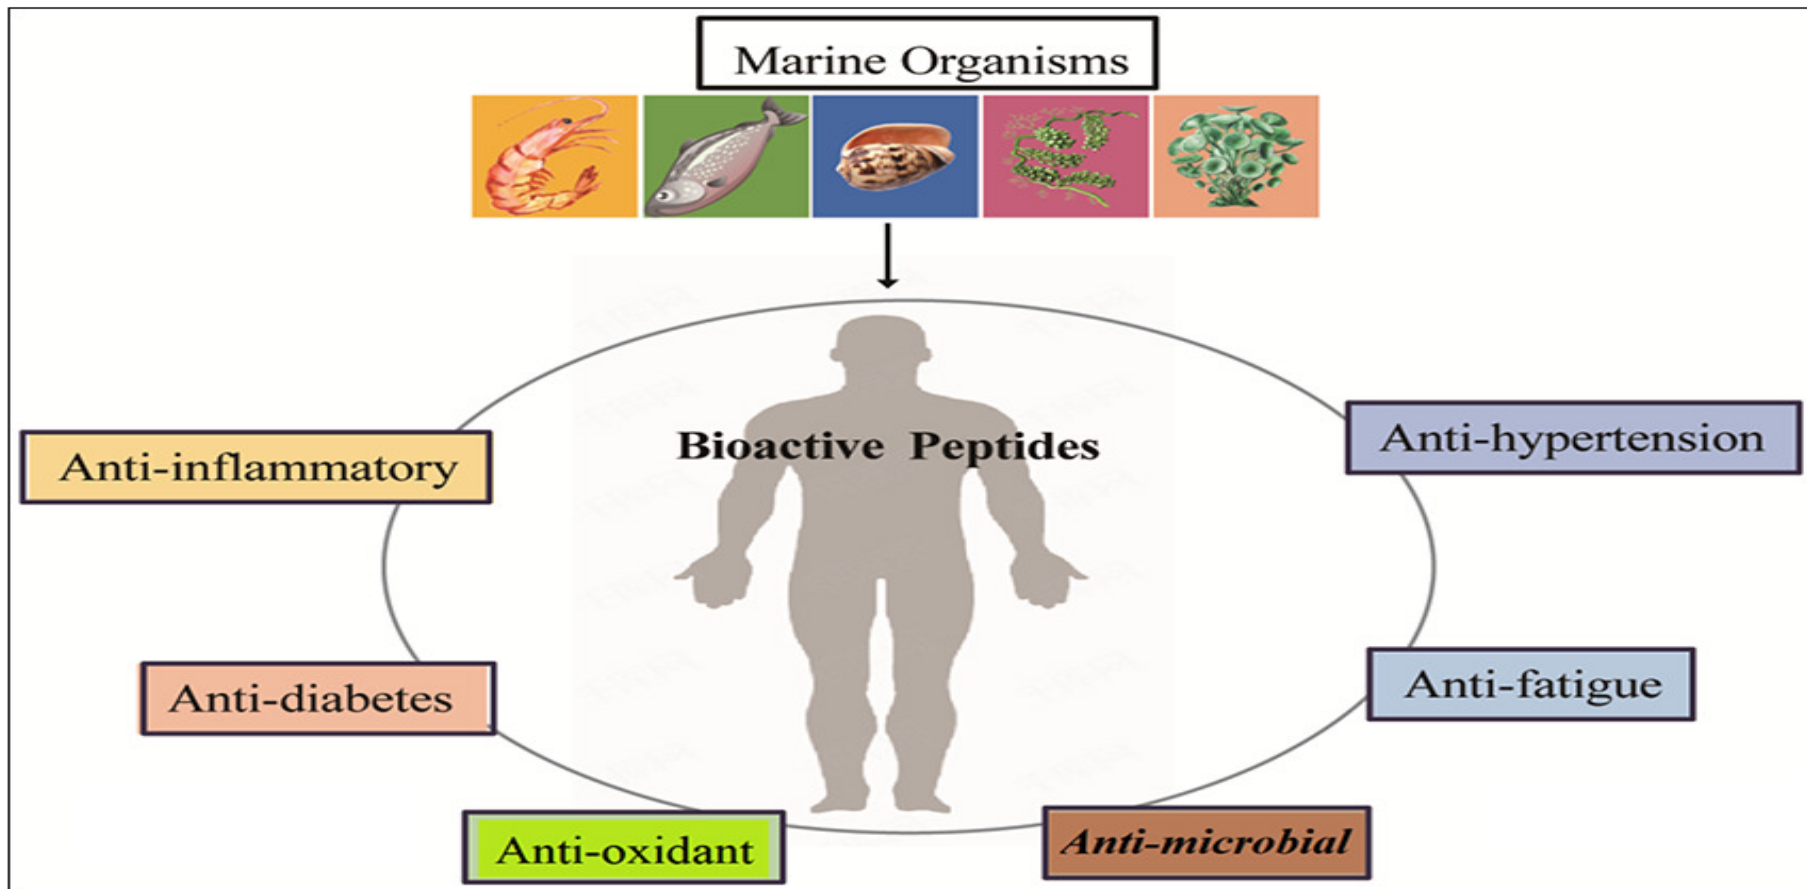 Marine Organisms
Bioactive Peptides
Anti-inflammatory
Anti-hypertension
Anti-diabetes
Anti-fatigue
Anti-oxidant
Anti-microbial